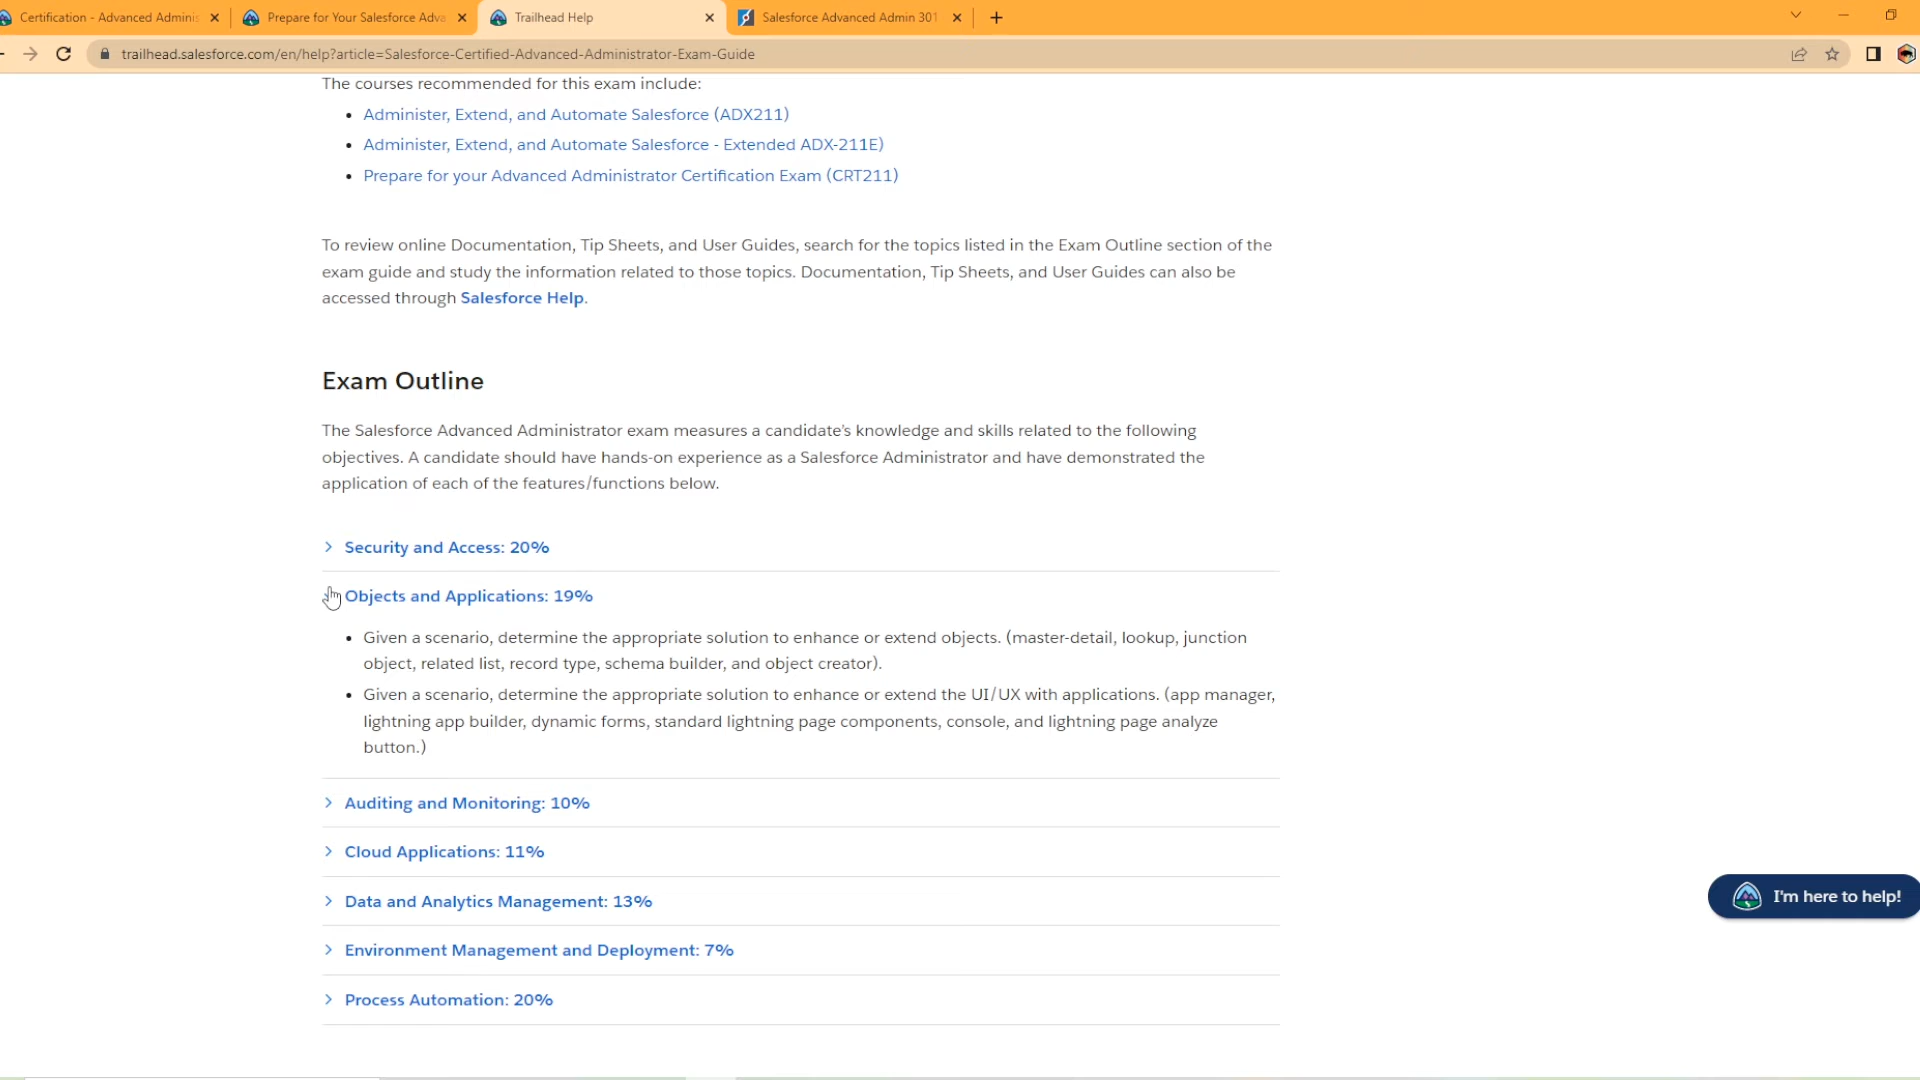 Certification - Advanced Adminis
Prepare for Your Salesforce Adva
Trailhead Help
Salesforce Advanced Admin 301
trailhead.salesforce.com/en/help?article=Salesforce-Certified-Advanced-Administrator-Exam-Guide
The courses recommended for this exam include:
• Administer, Extend, and Automate Salesforce (ADX211)
• Administer, Extend, and Automate Salesforce - Extended ADX-211E)
• Prepare for your Advanced Administrator Certification Exam (CRT211)
To review online Documentation, Tip Sheets, and User Guides, search for the topics listed in the Exam Outline section of the
exam guide and study the information related to those topics. Documentation, Tip Sheets, and User Guides can also be
accessed through Salesforce Help.
Exam Outline
The Salesforce Advanced Administrator exam measures a candidate’s knowledge and skills related to the following
objectives. A candidate should have hands-on experience as a Salesforce Administrator and have demonstrated the
application of each of the features/functions below.
Security and Access: 20%
Objects and Applications: 19%
• Given a scenario, determine the appropriate solution to enhance or extend objects. (master-detail, lookup, junction
object, related list, record type, schema builder, and object creator).
• Given a scenario, determine the appropriate solution to enhance or extend the UI/UX with applications. (app manager,
lightning app builder, dynamic forms, standard lightning page components, console, and lightning page analyze
button.)
Auditing and Monitoring: 10%
Cloud Applications: 11%
Data and Analytics Management: 13%
I'm here to help!
Environment Management and Deployment: 7%
Process Automation: 20%